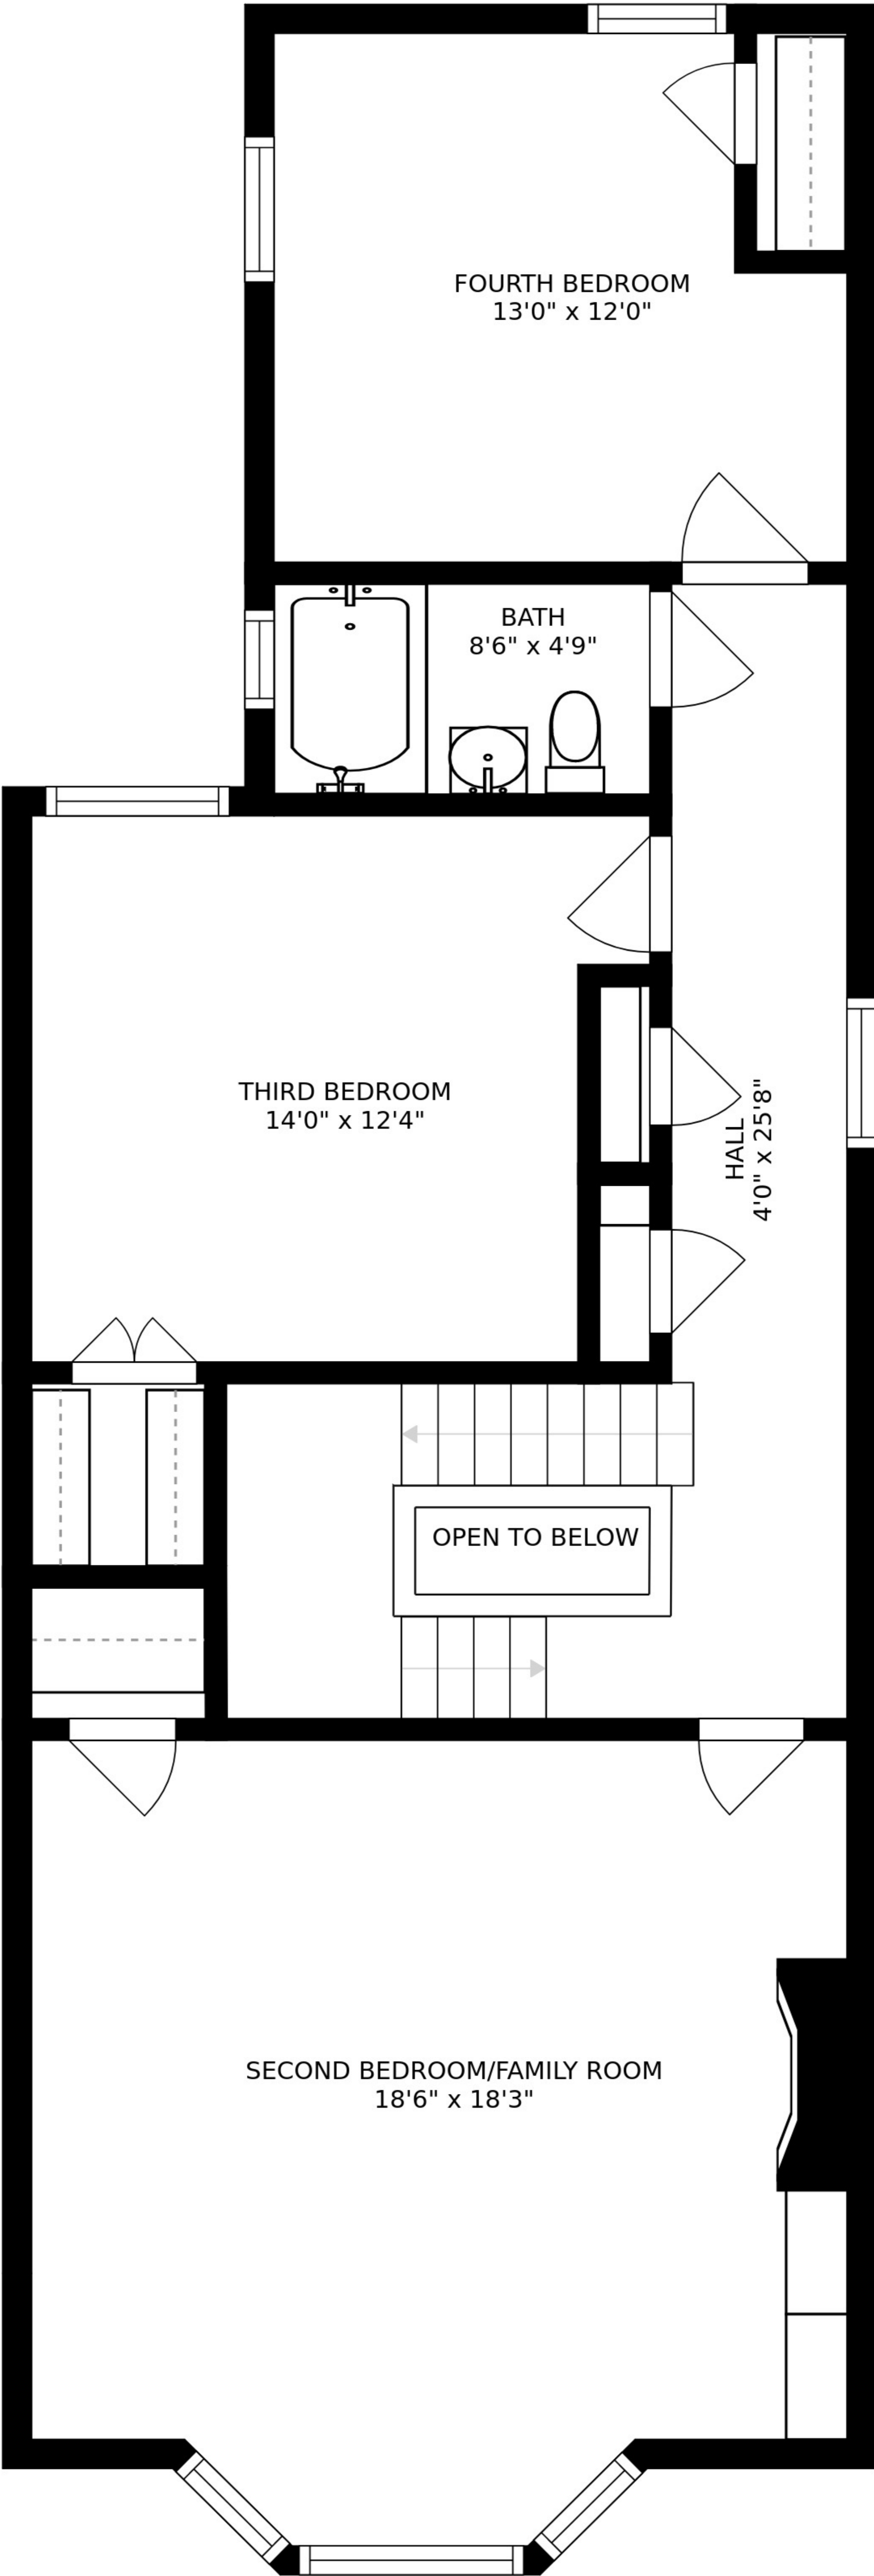 FOURTH BEDROOM
13'0" x 12'0"
BATH
8'6" x 4'9"
THIRD BEDROOM
14'0" x 12'4"
HALL
4'0" x 25'8"
OPEN TO BELOW
SECOND BEDROOM/FAMILY ROOM
18'6" x 18'3"